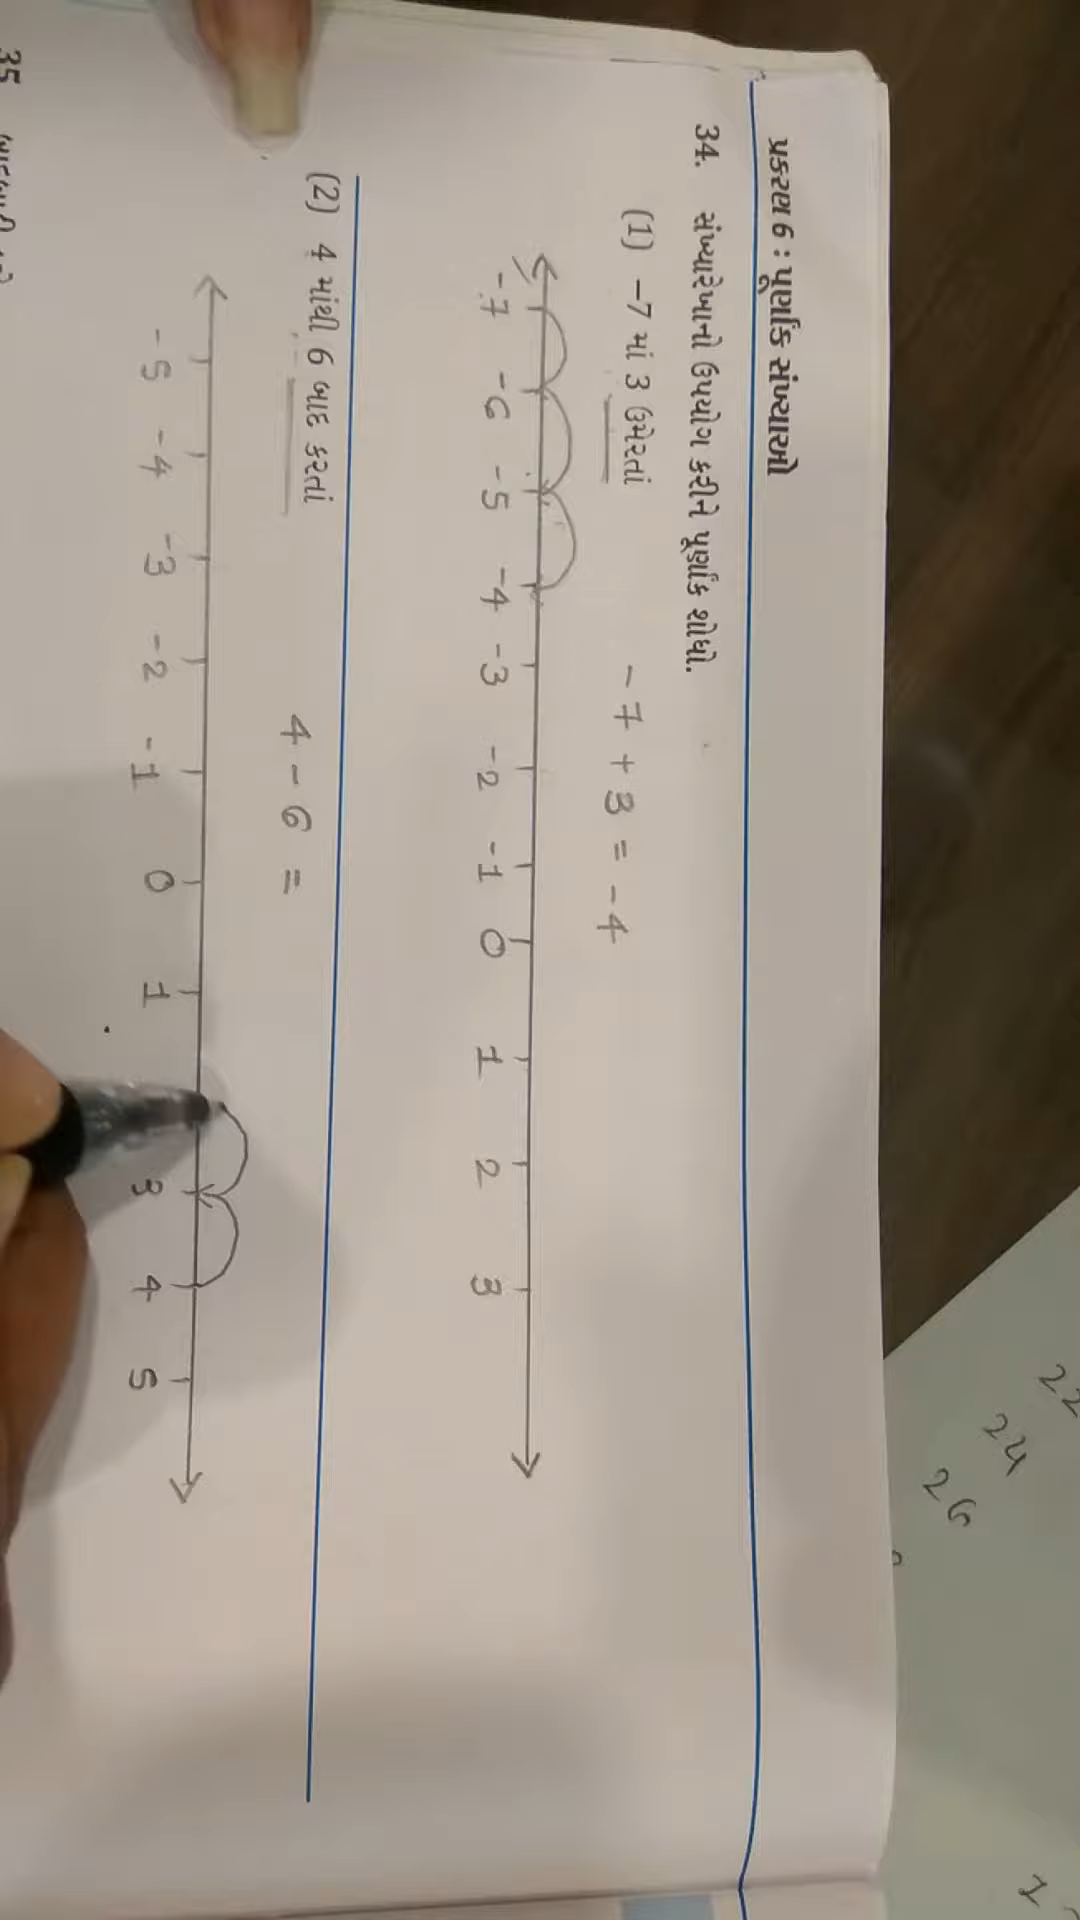 પ્રકરણ 6 : પૂર્ણાંક સંખ્યાઓ
34. સંખ્યારેખાનો ઉપયોગ કરીને પૂર્ણાંક શોધો.
(1) -7 માં 3 ઉમેરતાં - 7 + 3 = - 4
-7 -6 -5 -4 -3 -2 -1 0 1 2 3
(2) 4 માંથી 6 બાદ કરતાં 4 - 6 =
-5 -4 -3 -2 -1 0 1 3 4 5
35
22
24
26